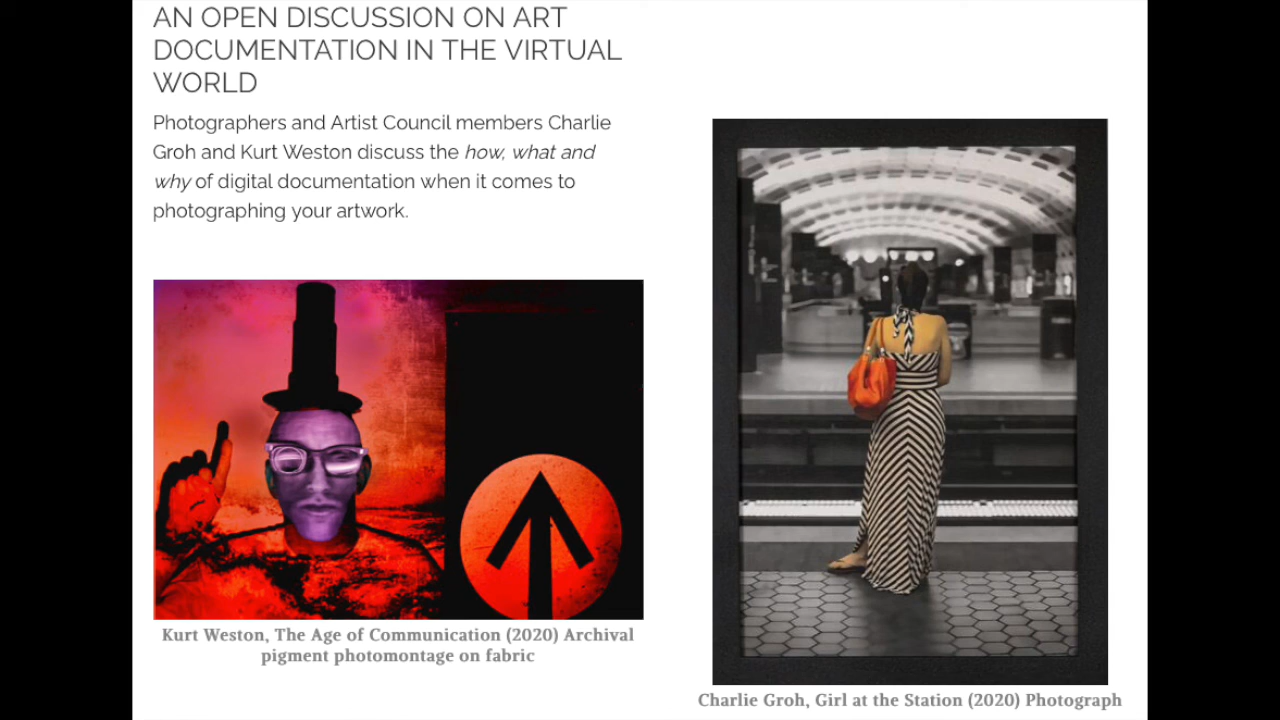 AN OPEN DISCUSSION ON ART
DOCUMENTATION IN THE VIRTUAL
WORLD
Photographers and Artist Council members Charlie
Groh and Kurt Weston discuss the how, what and
why of digital documentation when it comes to
photographing your artwork.
Kurt Weston, The Age of Communication (2020) Archival
pigment photomontage on fabric
Charlie Groh, Girl at the Station (2020) Photograph